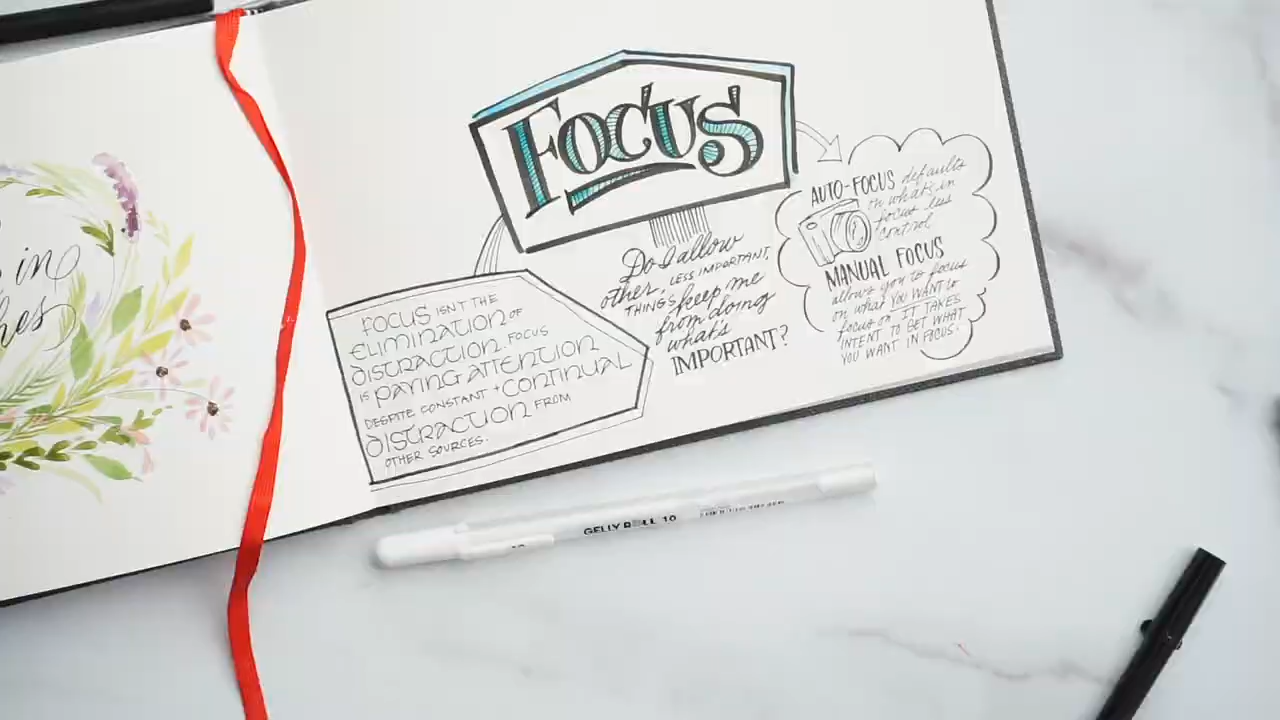 FOCUS
FOCUS ISN'T THE
ELIMINATION OF
DISTRACTION. FOCUS
IS PAYING ATTENTION
DESPITE CONSTANT + CONTINUAL
DISTRACTION FROM
OTHER SOURCES.
Do I allow
other, LESS IMPORTANT,
THINGS keep me
from doing
what's
IMPORTANT?
AUTO-FOCUS defaults
on what's in
focus less
control
MANUAL FOCUS
allows you to focus
on what YOU WANT to
focus on. IT TAKES
INTENT TO GET WHAT
YOU WANT IN FOCUS.
in
GELLY ROLL 10